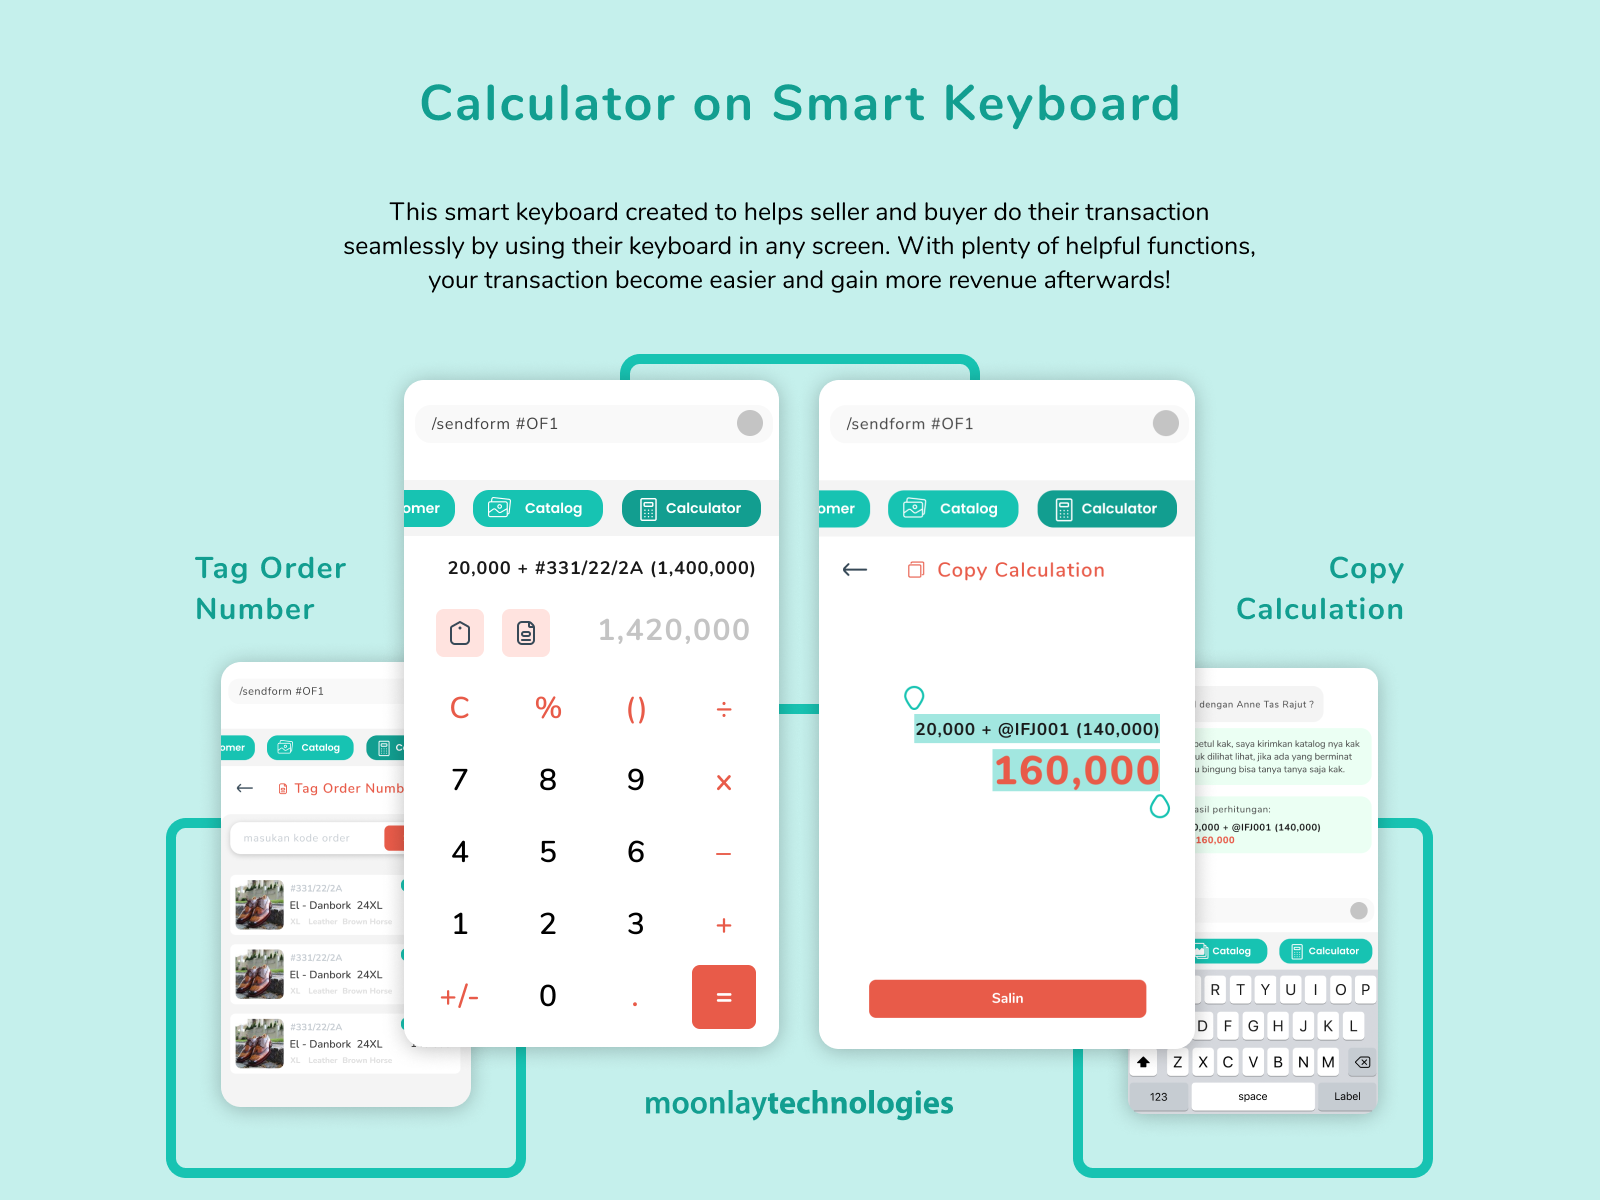 Calculator on Smart Keyboard
This smart keyboard created to helps seller and buyer do their transaction
seamlessly by using their keyboard in any screen. With plenty of helpful functions,
your transaction become easier and gain more revenue afterwards!
Tag Order
Number
/sendform #OF1
omer
Catalog
Tag Order Numb
masukan kode order
#331/22/2A
El - Danbork 24XL
XL Leather Brown Horse
#331/22/2A
El - Danbork 24XL
XL Leather Brown Horse
#331/22/2A
El - Danbork 24XL
XL Leather Brown Horse
/sendform #OF1
omer
Catalog
Calculator
20,000 + #331/22/2A (1,400,000)
1,420,000
C % () ÷
7 8 9 x
4 5 6 −
1 2 3 +
+/- 0 . =
/sendform #OF1
omer
Catalog
Calculator
Copy Calculation
20,000 + @IFJ001 (140,000)
160,000
Salin
Copy
Calculation
dengan Anne Tas Rajut ?
betul kak, saya kirimkan katalog nya kak
uk dilihat lihat, jika ada yang berminat
u bingung bisa tanya tanya saja kak.
asil perhitungan:
0,000 + @IFJ001 (140,000)
160,000
Catalog
Calculator
R T Y U I O P
D F G H J K L
Z X C V B N M
123 space Label
moonlaytechnologies